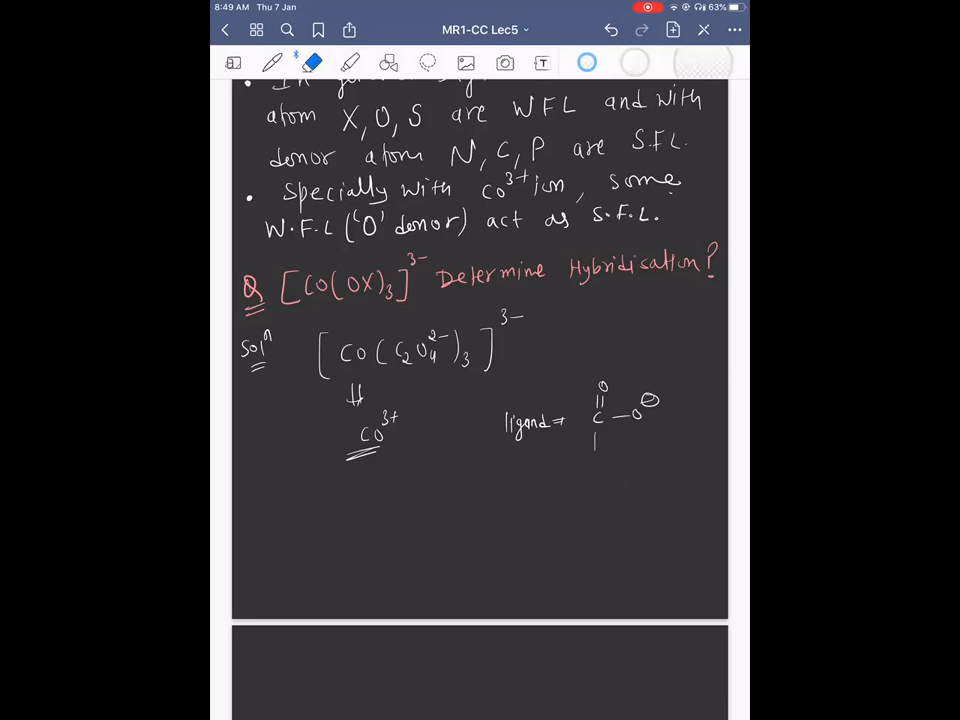 8:49 AM Thu 7 Jan
63%
MR1-CC Lec5
T
atom X, O, S are WFL and with
donor atom N, C, P are S.F.L.
• Specially with Co³⁺ ion, some
W.F.L ('O' donor) act as S.F.L.
Q [Co(OX)₃]³⁻ Determine Hybridisation?
Solⁿ [Co(C₂O₄²⁻)₃]³⁻
⇓
Co³⁺
ligand ⇒ O
||
C — O ⊖
|